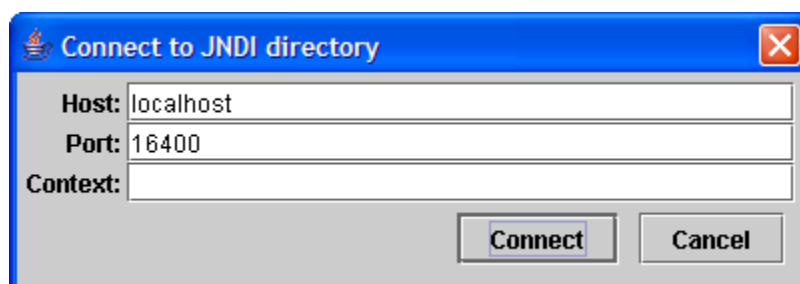 Connect to JNDI directory
Host: localhost
Port: 16400
Context:
Connect Cancel